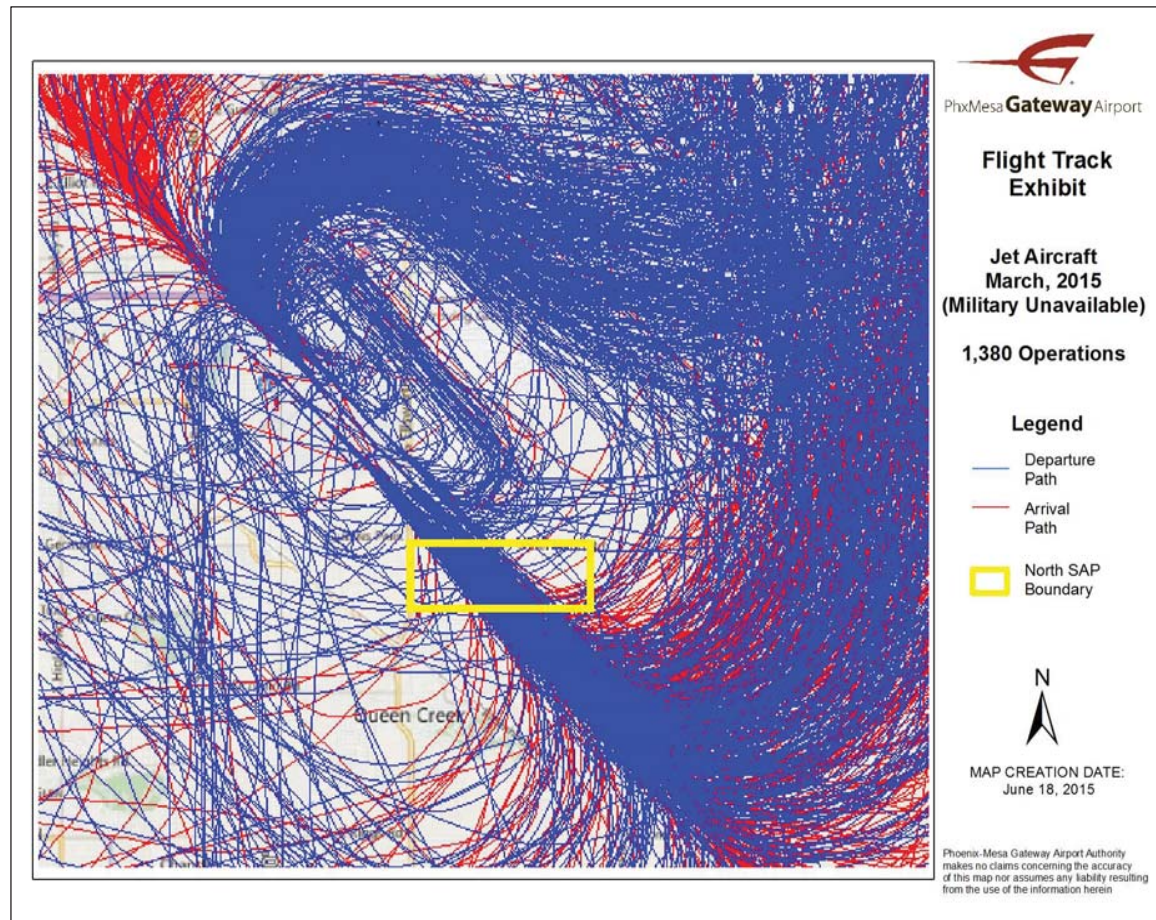 PhxMesa Gateway Airport
Flight Track
Exhibit
Jet Aircraft
March, 2015
(Military Unavailable)
1,380 Operations
Legend
Departure
Path
Arrival
Path
North SAP
Boundary
N
MAP CREATION DATE:
June 18, 2015
Phoenix-Mesa Gateway Airport Authority
makes no claims concerning the accuracy
of this map nor assumes any liability resulting
from the use of the information herein
Queen Creek